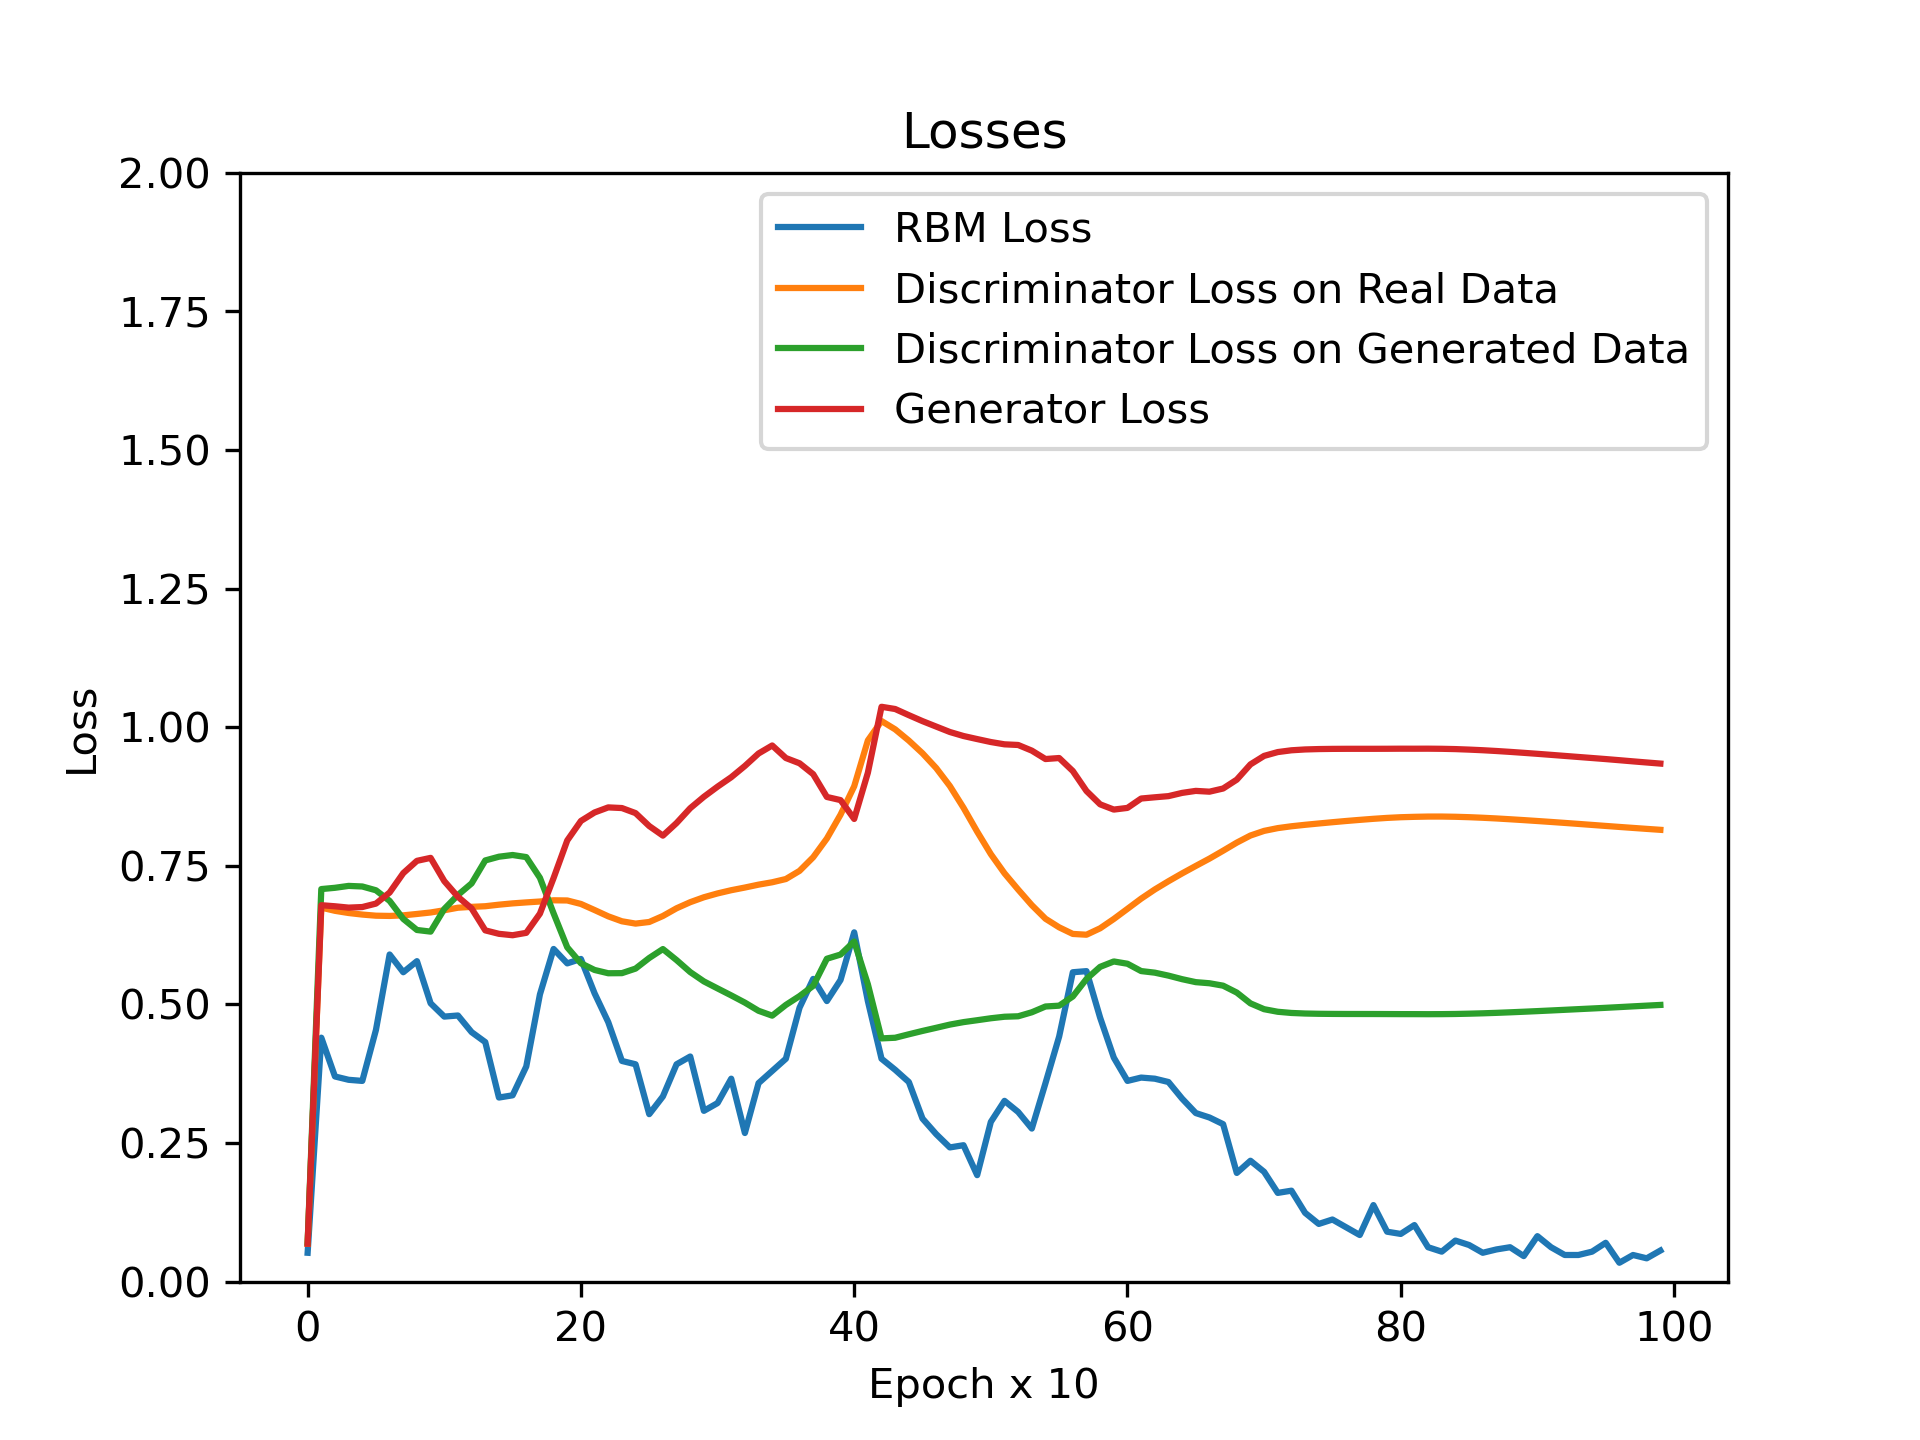 Losses
2.00
1.75
1.50
1.25
1.00
0.75
0.50
0.25
0.00
Loss
RBM Loss
Discriminator Loss on Real Data
Discriminator Loss on Generated Data
Generator Loss
0 20 40 60 80 100
Epoch x 10